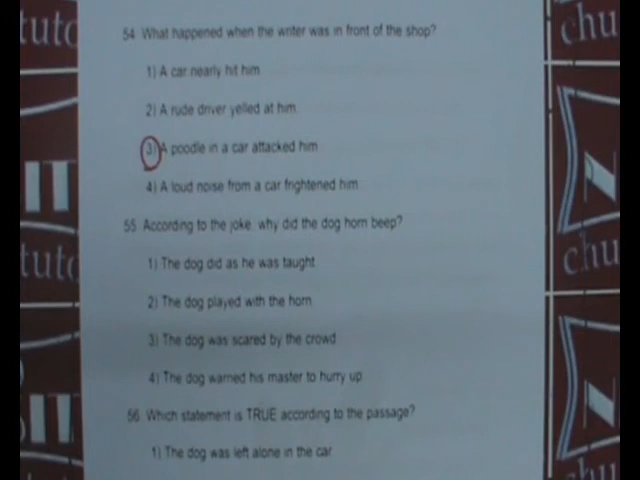 54 What happened when the writer was in front of the shop?
1) A car nearly hit him
2) A rude driver yelled at him.
3) A poodle in a car attacked him
4) A loud noise from a car frightened him
55 According to the joke, why did the dog horn beep?
1) The dog did as he was taught
2) The dog played with the horn
3) The dog was scared by the crowd
4) The dog warned his master to hurry up
56 Which statement is TRUE according to the passage?
1) The dog was left alone in the car
tuto
chu
tuto
chu